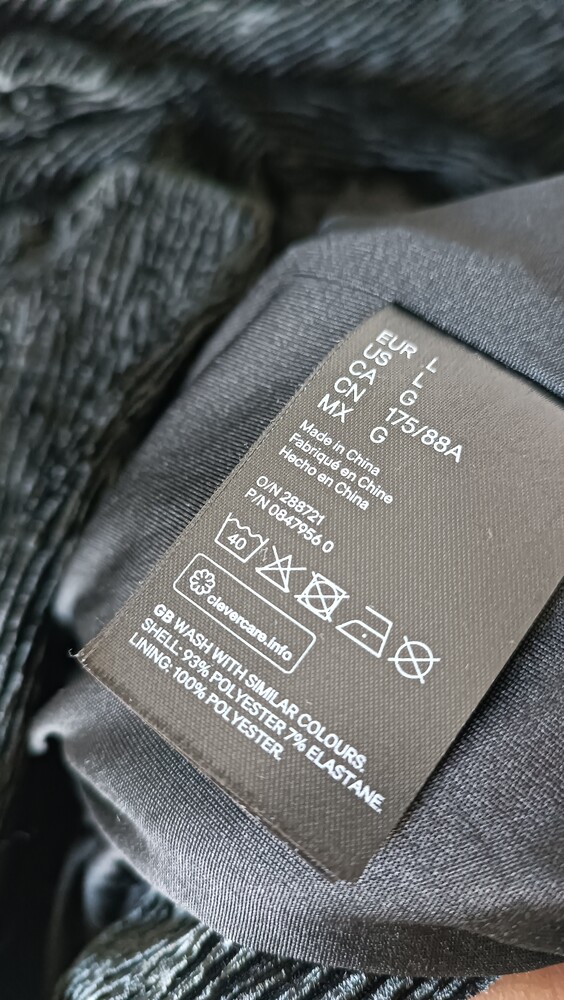 EUR L
US L
CA G
CN 175/88A
MX G
Made in China
Fabriqué en Chine
Hecho en China
O/N 288721
P/N 0847956 0
40
clevercare.info
GB WASH WITH SIMILAR COLOURS.
SHELL: 93% POLYESTER 7% ELASTANE.
LINING: 100% POLYESTER.